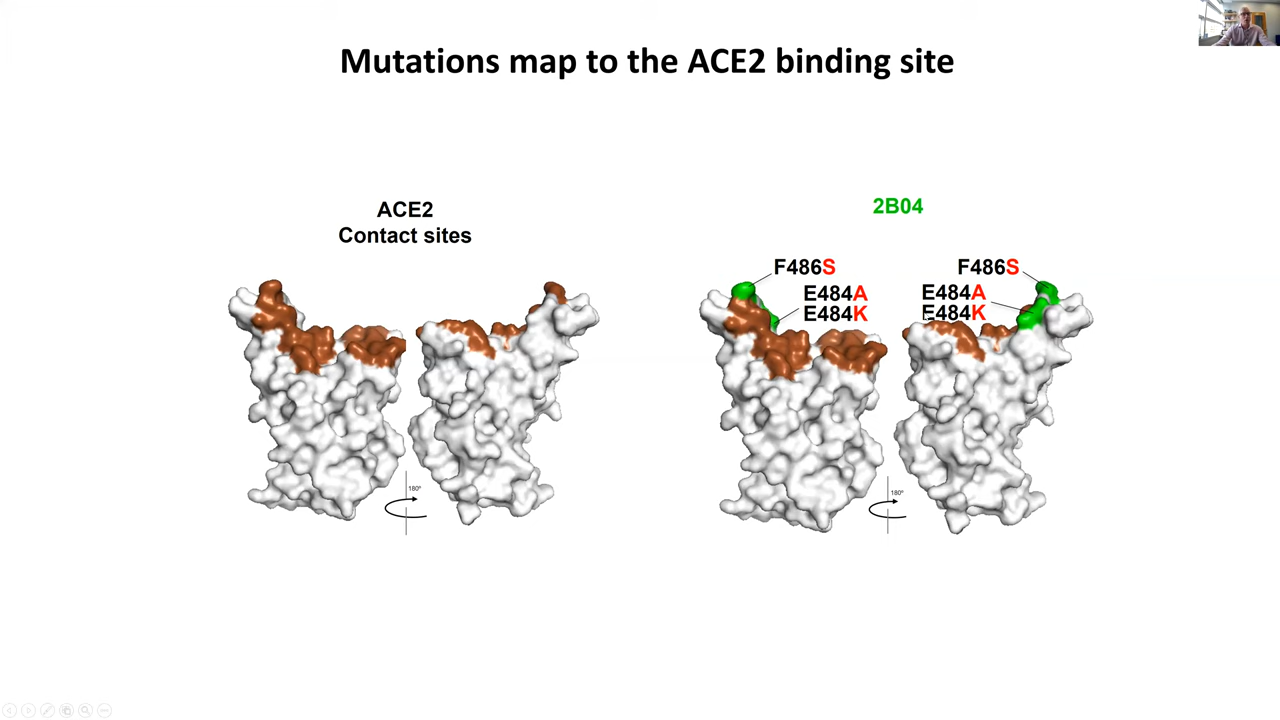 Mutations map to the ACE2 binding site
ACE2
Contact sites
180°
2B04
F486S
E484A
E484K
F486S
E484A
E484K
180°